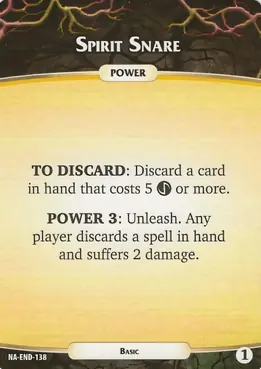 SPIRIT SNARE
POWER
TO DISCARD: Discard a card
in hand that costs 5 or more.
POWER 3: Unleash. Any
player discards a spell in hand
and suffers 2 damage.
NA-END-138
BASIC
1